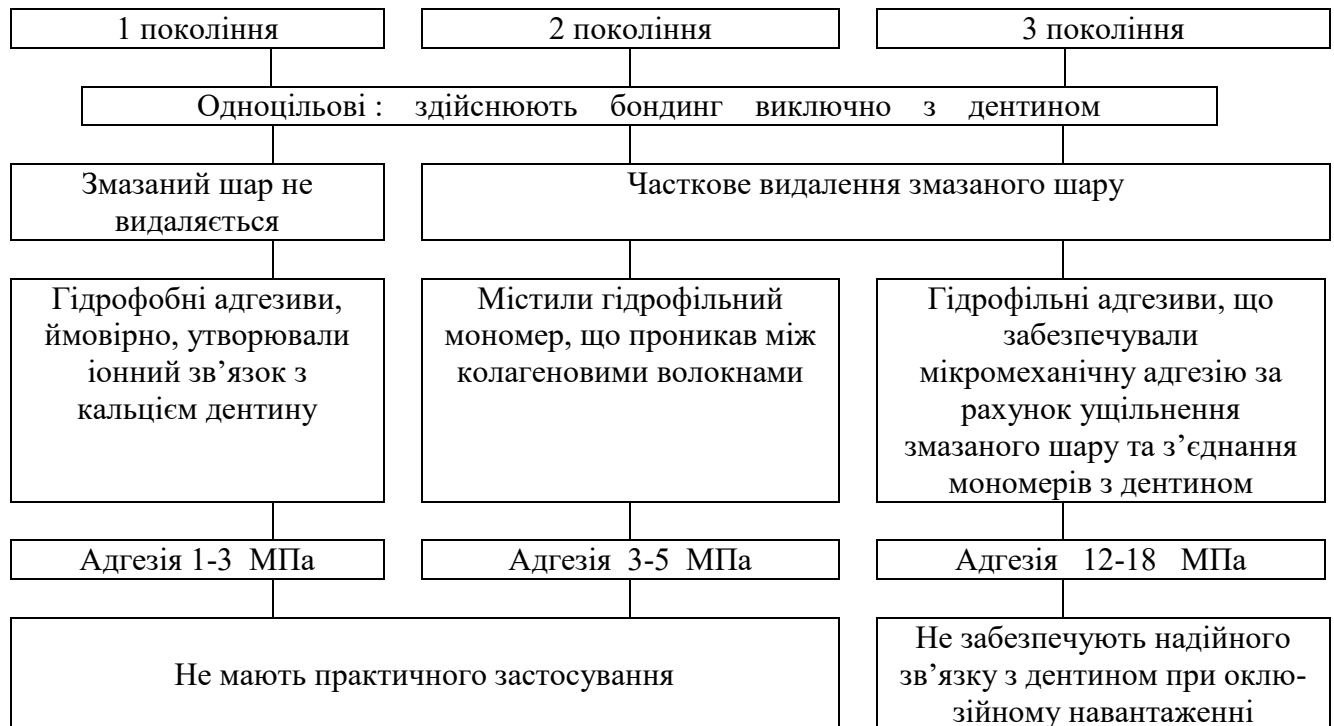 1 покоління
2 покоління
3 покоління
Одноцільові : здійснюють бондинг виключно з дентином
Змазаний шар не
видаляється
Часткове видалення змазаного шару
Гідрофобні адгезиви,
ймовірно, утворювали
іонний зв’язок з
кальцієм дентину
Містили гідрофільний
мономер, що проникав між
колагеновими волокнами
Гідрофільні адгезиви, що
забезпечували
мікромеханічну адгезію за
рахунок ущільнення
змазаного шару та з’єднання
мономерів з дентином
Адгезія 1-3 МПа
Адгезія 3-5 МПа
Адгезія 12-18 МПа
Не мають практичного застосування
Не забезпечують надійного
зв’язку з дентином при оклю-
зійному навантаженні